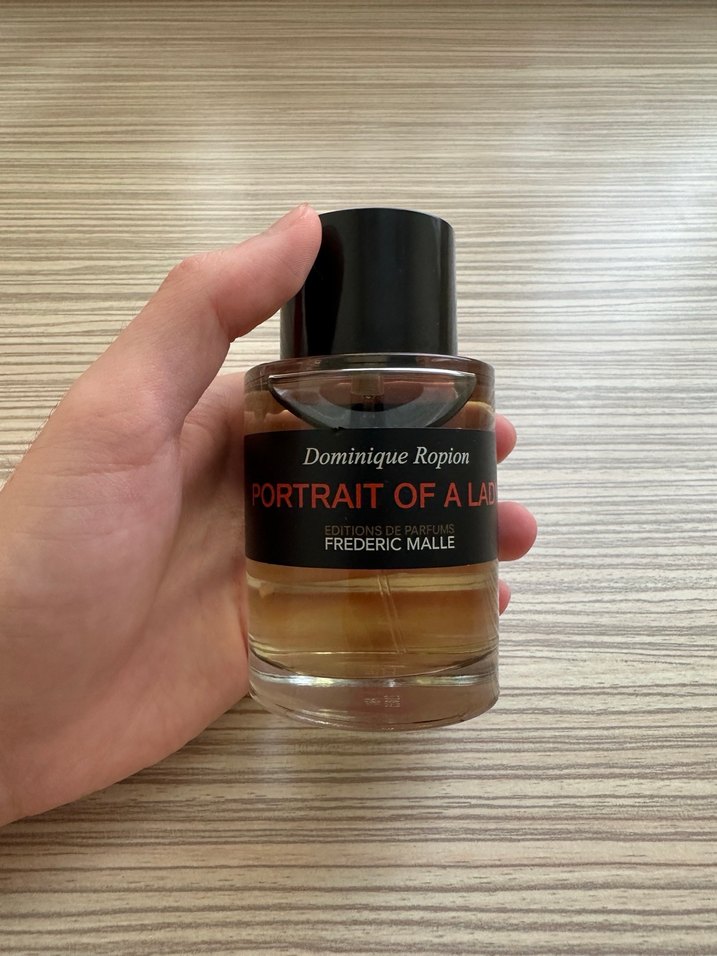 Dominique Ropion
PORTRAIT OF A LAD
EDITIONS DE PARFUMS
FREDERIC MALLE